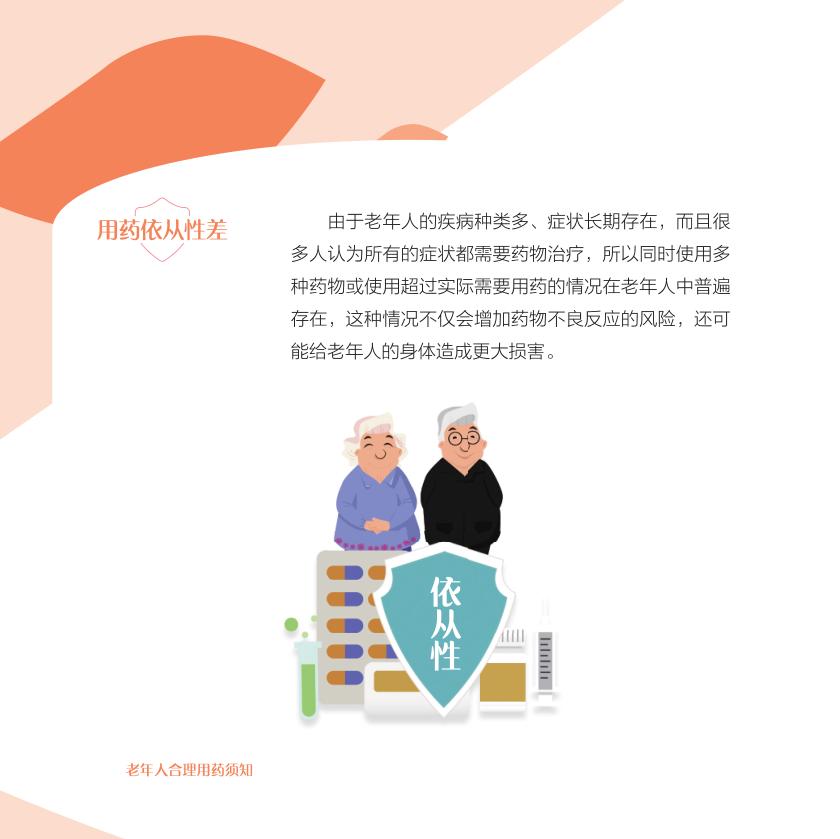 用药依从性差
由于老年人的疾病种类多、症状长期存在，而且很
多人认为所有的症状都需要药物治疗，所以同时使用多
种药物或使用超过实际需要用药的情况在老年人中普遍
存在，这种情况不仅会增加药物不良反应的风险，还可
能给老年人的身体造成更大损害。
依
从
性
老年人合理用药须知